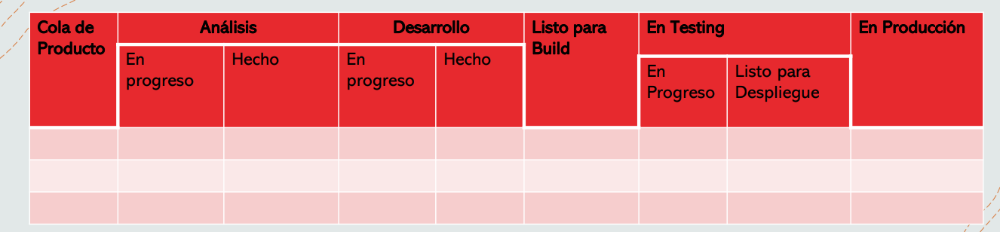 Cola de
Producto
Análisis
Desarrollo
Listo para
Build
En Testing
En Producción
En
progreso
Hecho
En
progreso
Hecho
En
Progreso
Listo para
Despliegue